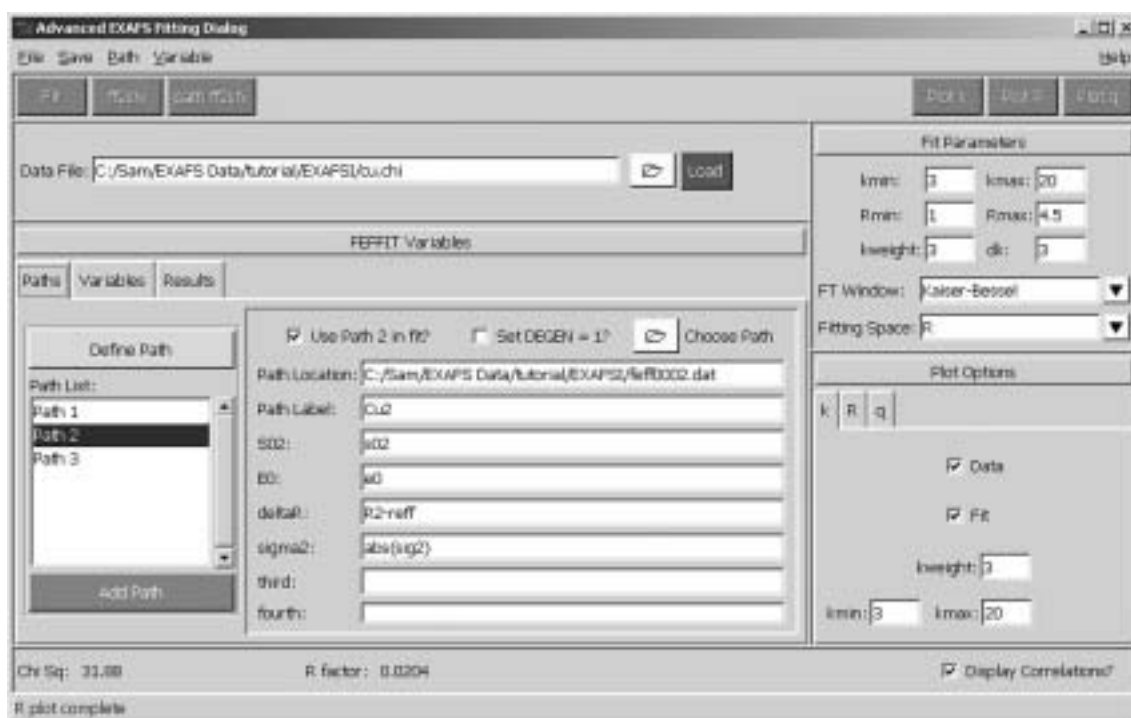 Advanced EXAFS Fitting Dialog
File Save Path Variable Help
Fit
Plot k Plot R Plot q
Data File: C:/Sam/EXAFS Data/tutorial/EXAFSI/cu.chi Load
Fit Parameters
kmin: 3 kmax: 20
Rmin: 1 Rmax: 4.5
kweight: 3 dk: 3
FT Window: Kaiser-Bessel
Fitting Space: R
FEFFIT Variables
Paths Variables Results
Define Path
Path List:
Path 1
Path 2
Path 3
Add Path
Use Path 2 in fit? Set DEGEN = 1? Choose Path
Path Location: C:/Sam/EXAFS Data/tutorial/EXAFSI/feff0002.dat
Path Label: Cu2
S02: s02
E0: e0
deltaR: R2-reff
sigma2: abs(sig2)
third:
fourth:
Plot Options
k R q
Data
Fit
kweight: 3
kmin: 3 kmax: 20
Chi Sq: 31.88 R factor: 0.0204 Display Correlations?
R plot complete